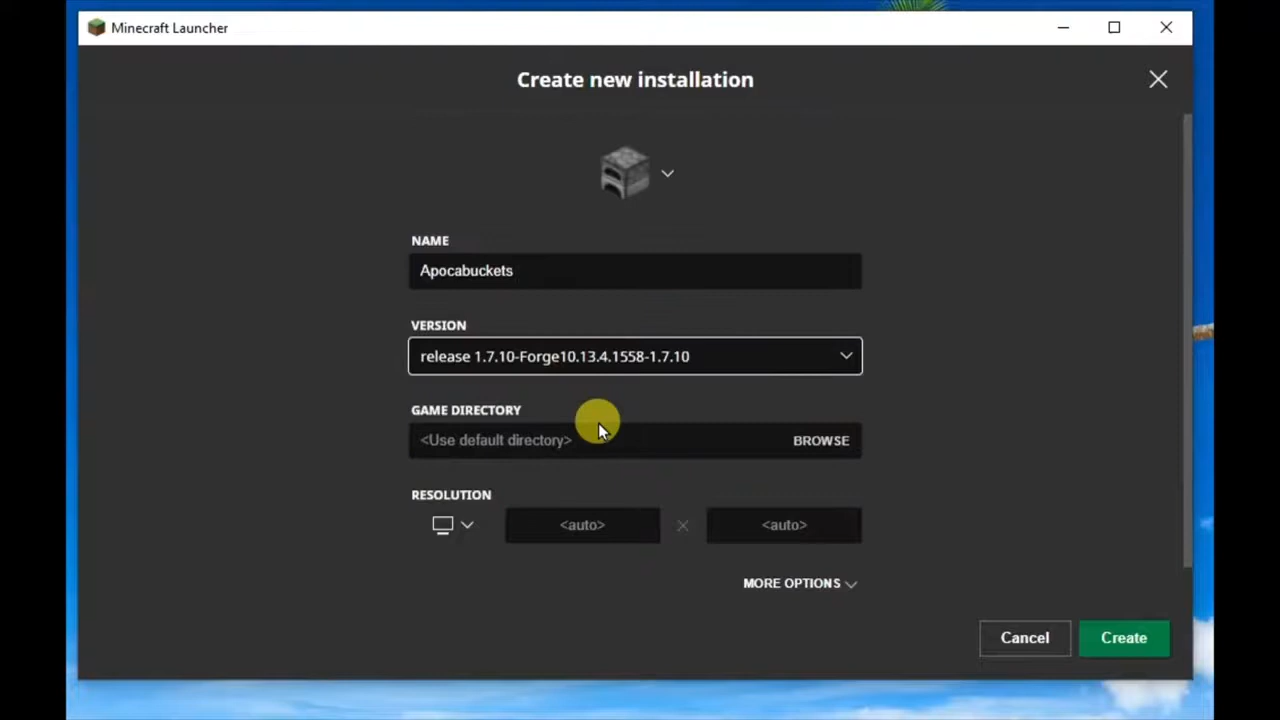 Minecraft Launcher
Create new installation
NAME
Apocabuckets
VERSION
release 1.7.10-Forge10.13.4.1558-1.7.10
GAME DIRECTORY
<Use default directory> BROWSE
RESOLUTION
<auto> <auto>
MORE OPTIONS
Cancel Create